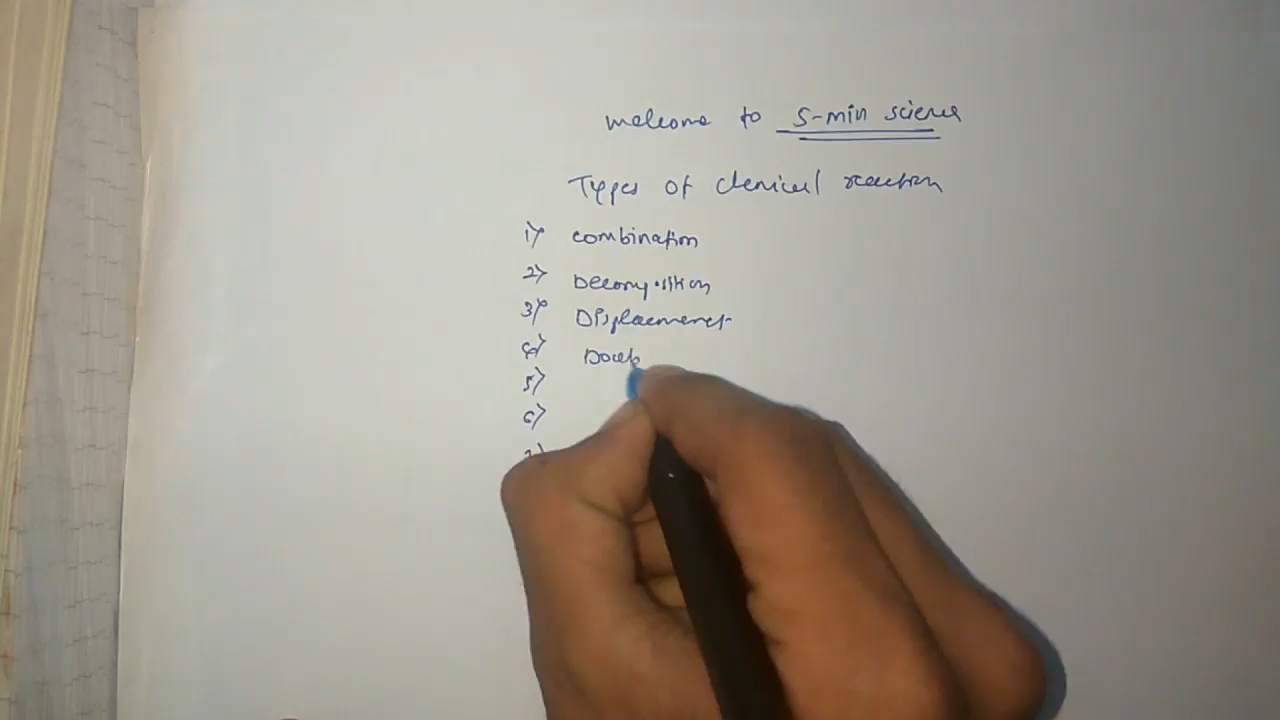 welcome to 5-min science
Types of chemical reaction
1) combination
2) Decomposition
3) Displacement
4) Doub
5)
6)
7)